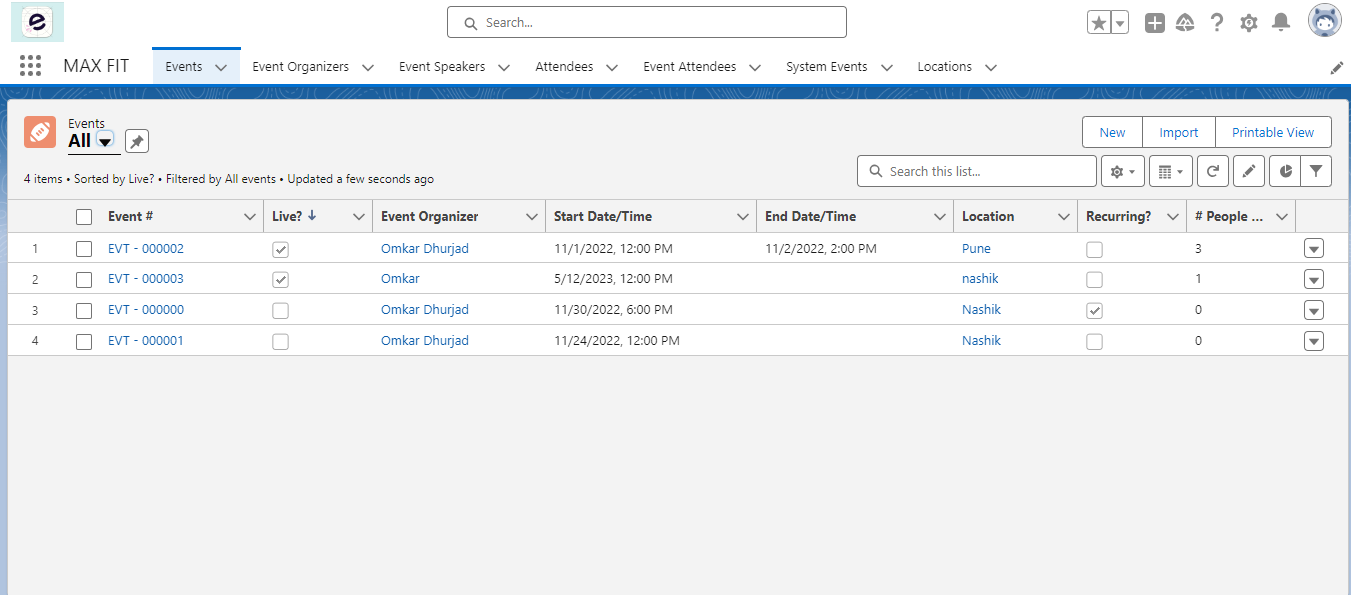 e
Search...
MAX FIT Events Event Organizers Event Speakers Attendees Event Attendees System Events Locations
Events
All
New Import Printable View
4 items • Sorted by Live? • Filtered by All events • Updated a few seconds ago
Search this list...
Event # Live? Event Organizer Start Date/Time End Date/Time Location Recurring? # People ...
1 EVT - 000002 Omkar Dhurjad 11/1/2022, 12:00 PM 11/2/2022, 2:00 PM Pune 3
2 EVT - 000003 Omkar 5/12/2023, 12:00 PM nashik 1
3 EVT - 000000 Omkar Dhurjad 11/30/2022, 6:00 PM Nashik 0
4 EVT - 000001 Omkar Dhurjad 11/24/2022, 12:00 PM Nashik 0